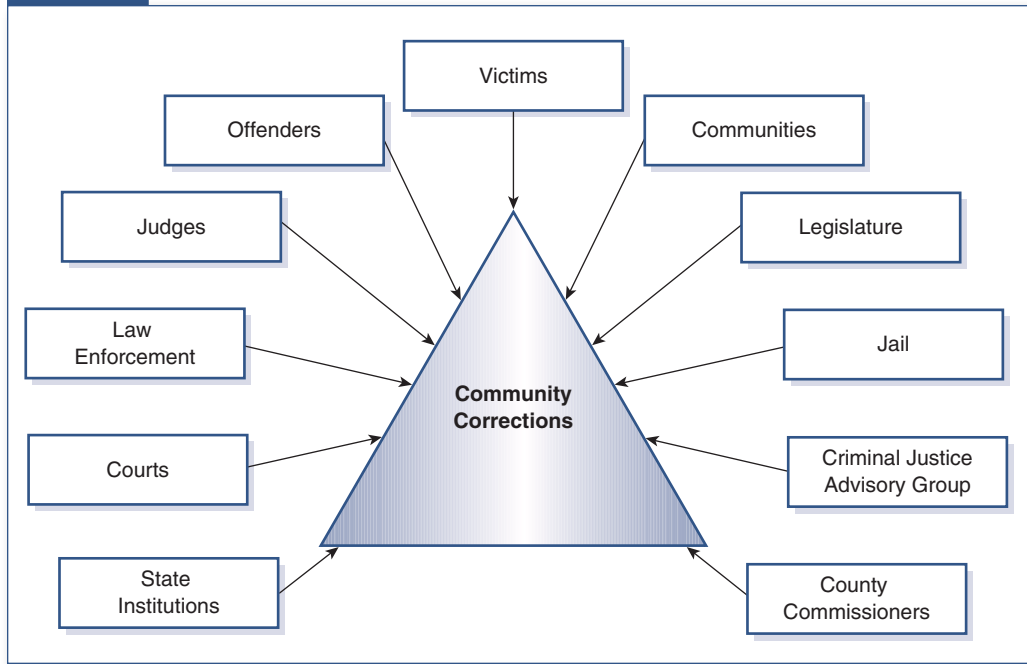 Victims
Offenders
Communities
Judges
Legislature
Law
Enforcement
Jail
Community
Corrections
Courts
Criminal Justice
Advisory Group
State
Institutions
County
Commissioners